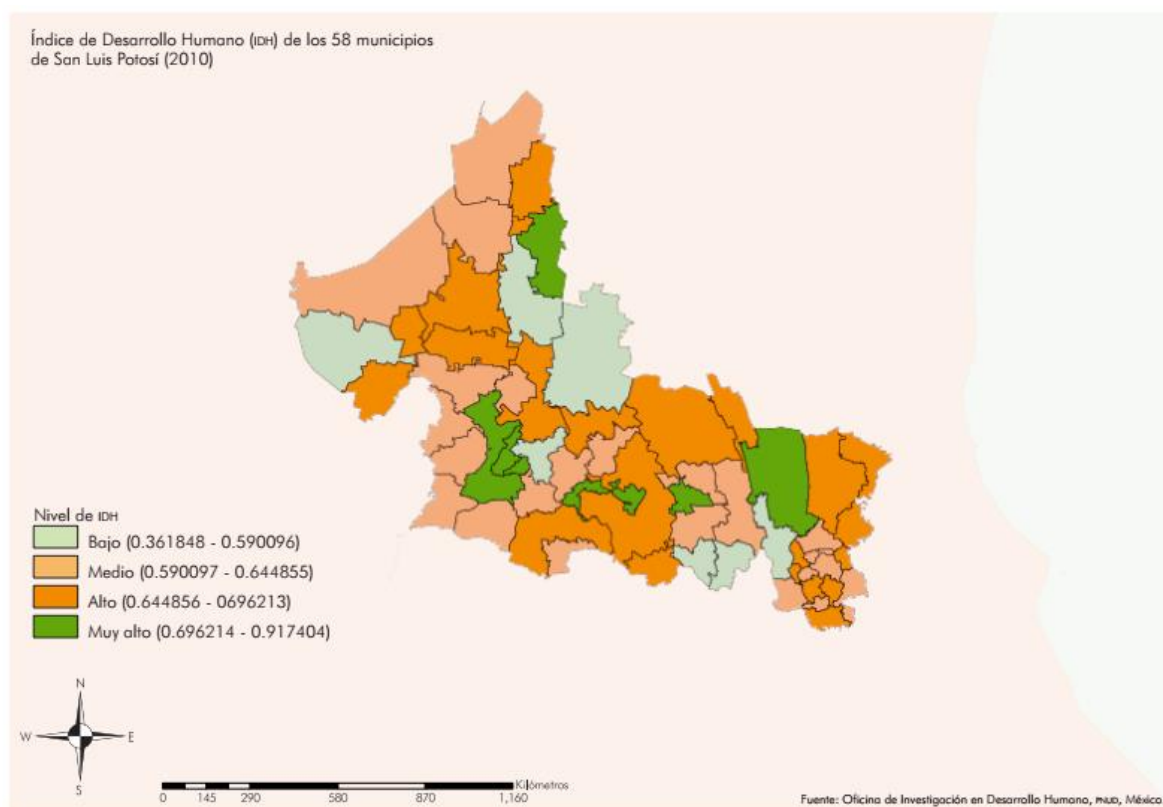 Índice de Desarrollo Humano (IDH) de los 58 municipios
de San Luis Potosí (2010)
Nivel de IDH
Bajo (0.361848 - 0.590096)
Medio (0.590097 - 0.644855)
Alto (0.644856 - 0696213)
Muy alto (0.696214 - 0.917404)
N
W E
S
Kilómetros
0 145 290 580 870 1,160
Fuente: Oficina de Investigación en Desarrollo Humano, PNUD, México